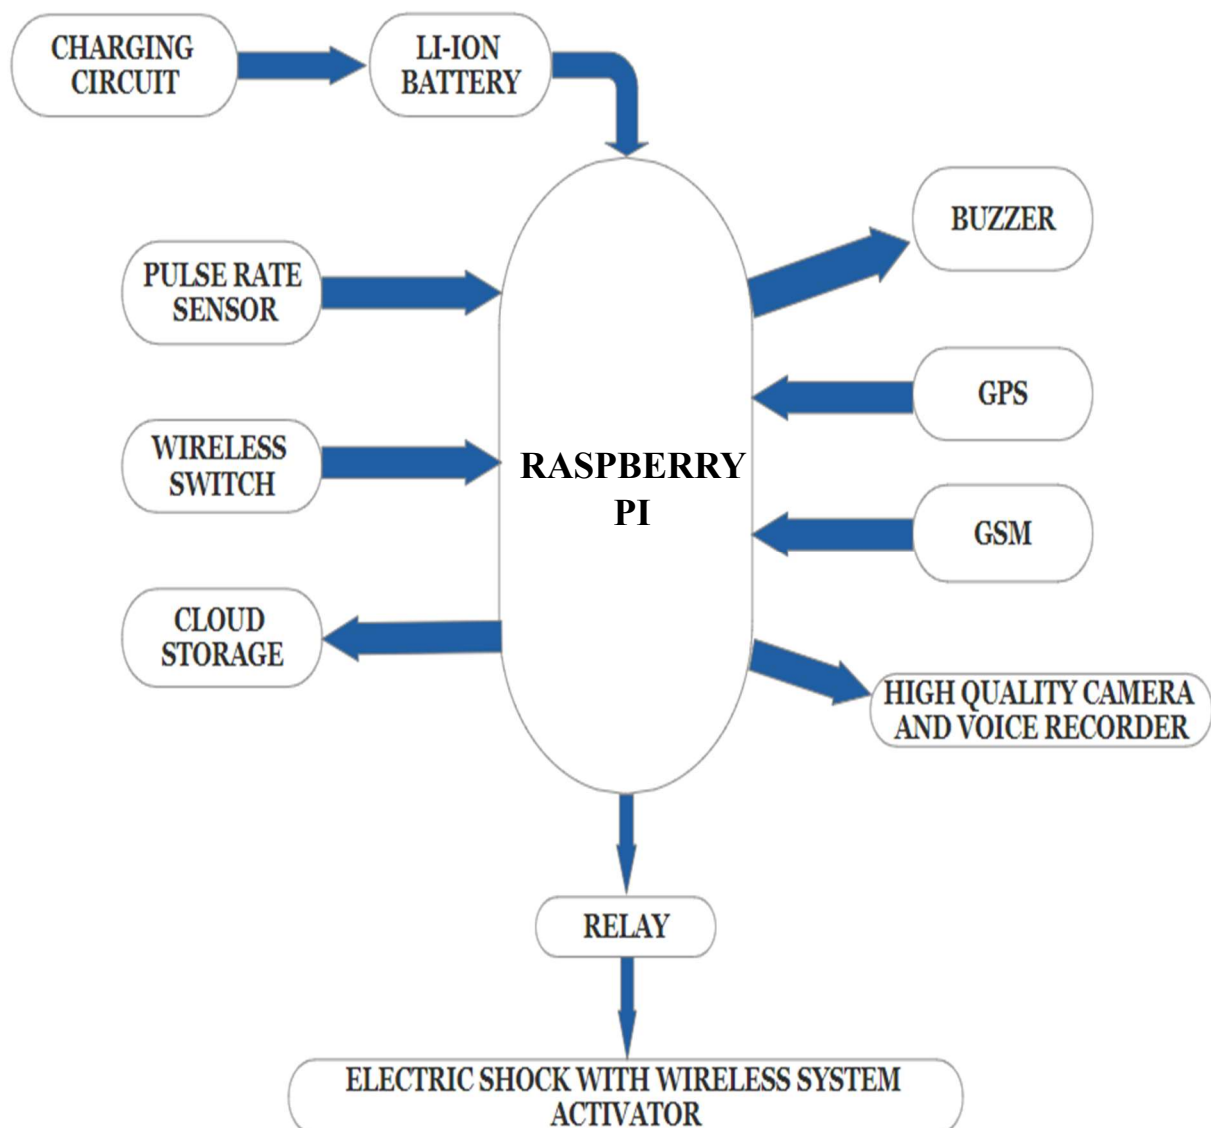 CHARGING
CIRCUIT
LI-ION
BATTERY
BUZZER
PULSE RATE
SENSOR
GPS
WIRELESS
SWITCH
RASPBERRY
PI
GSM
CLOUD
STORAGE
HIGH QUALITY CAMERA
AND VOICE RECORDER
RELAY
ELECTRIC SHOCK WITH WIRELESS SYSTEM
ACTIVATOR